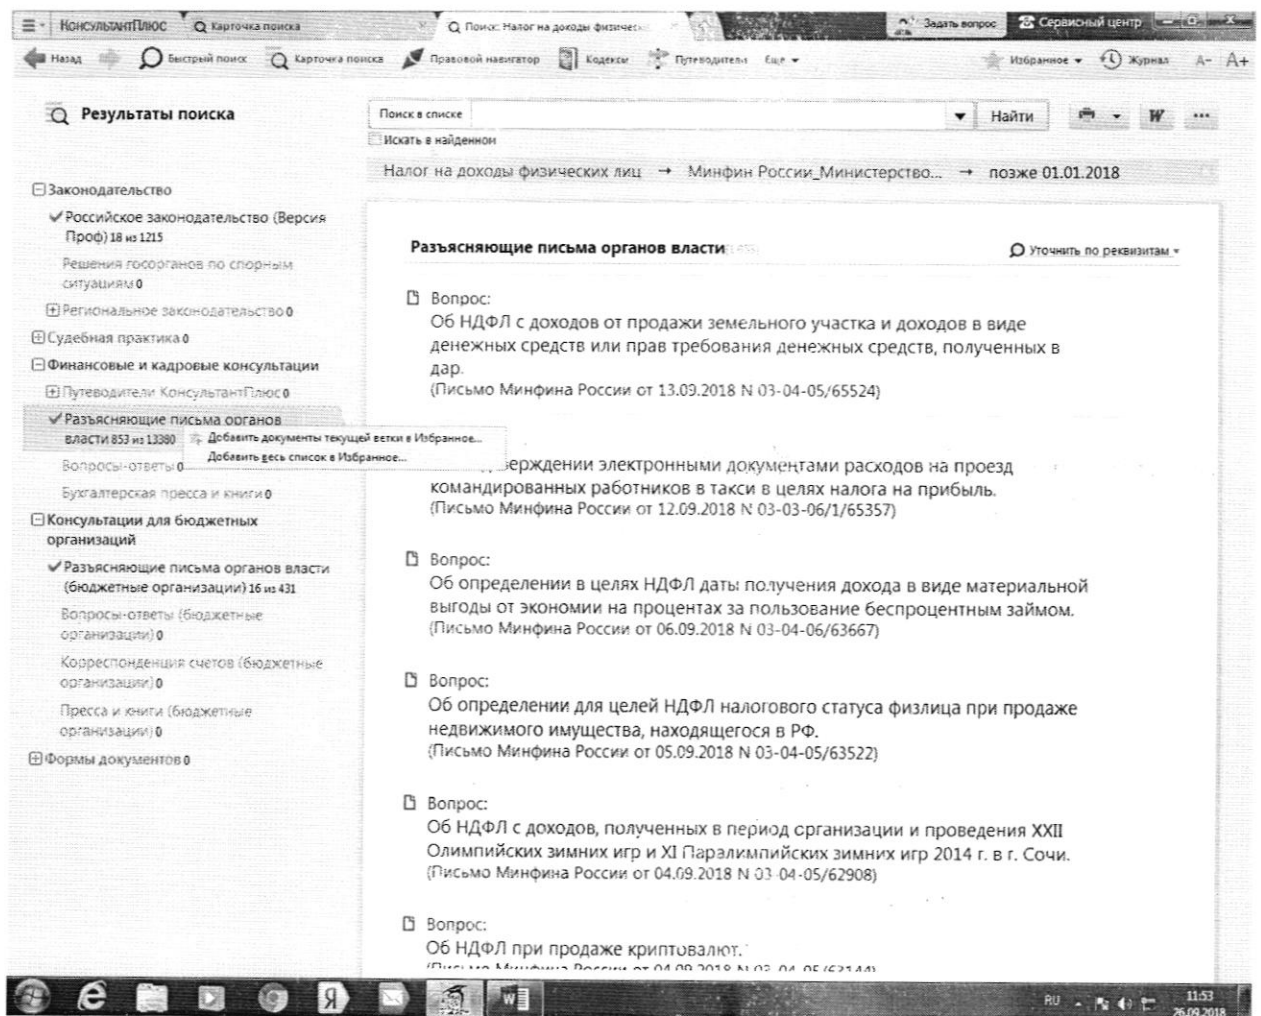 КонсультантПлюс
Карточка поиска
Поиск: Налог на доходы физичес
Задать вопрос
Сервисный центр
Назад
Быстрый поиск
Карточка поиска
Правовой навигатор
Кодексы
Путеводители
Еще
Избранное
Журнал
A-
A+
Результаты поиска
Поиск в списке
Найти
W
...
Искать в найденном
Налог на доходы физических лиц → Минфин России_Министерство... → позже 01.01.2018
Законодательство
Российское законодательство (Версия
Проф) 18 из 1215
Решения госорганов по спорным
ситуациям 0
Региональное законодательство 0
Судебная практика 0
Финансовые и кадровые консультации
Путеводители КонсультантПлюс 0
Разъясняющие письма органов
власти 853 из 13380
Добавить документы текущей ветки в Избранное...
Добавить весь список в Избранное...
Вопросы-ответы 0
Бухгалтерская пресса и книги 0
Консультации для бюджетных
организаций
Разъясняющие письма органов власти
(бюджетные организации) 16 из 431
Вопросы-ответы (бюджетные
организации) 0
Корреспонденция счетов (бюджетные
организации) 0
Пресса и книги (бюджетные
организации) 0
Формы документов 0
Разъясняющие письма органов власти
Уточнить по реквизитам
Вопрос:
Об НДФЛ с доходов от продажи земельного участка и доходов в виде
денежных средств или прав требования денежных средств, полученных в
дар.
(Письмо Минфина России от 13.09.2018 N 03-04-05/65524)
верждении электронными документами расходов на проезд
командированных работников в такси в целях налога на прибыль.
(Письмо Минфина России от 12.09.2018 N 03-03-06/1/65357)
Вопрос:
Об определении в целях НДФЛ даты получения дохода в виде материальной
выгоды от экономии на процентах за пользование беспроцентным займом.
(Письмо Минфина России от 06.09.2018 N 03-04-06/63667)
Вопрос:
Об определении для целей НДФЛ налогового статуса физлица при продаже
недвижимого имущества, находящегося в РФ.
(Письмо Минфина России от 05.09.2018 N 03-04-05/63522)
Вопрос:
Об НДФЛ с доходов, полученных в период организации и проведения XXII
Олимпийских зимних игр и XI Паралимпийских зимних игр 2014 г. в г. Сочи.
(Письмо Минфина России от 04.09.2018 N 03-04-05/62908)
Вопрос:
Об НДФЛ при продаже криптовалют.
(Письмо Минфина России от 04.09.2018 N 03-04-05/63144)
Я
W
RU
11:53
26.09.2018